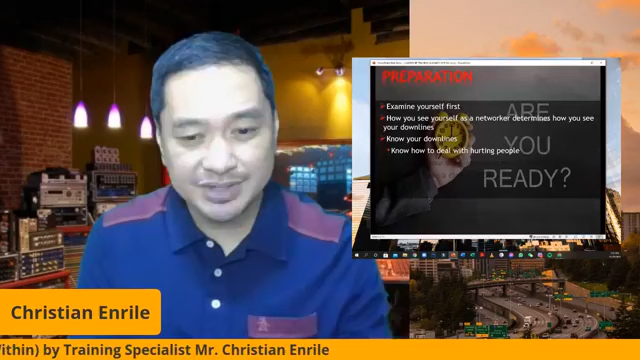 PREPARATION
Examine yourself first
How you see yourself as a networker determines how you see
your downlines
Know your downlines
Know how to deal with hurting people
ARE
YOU
READY?
Christian Enrile
Within) by Training Specialist Mr. Christian Enrile